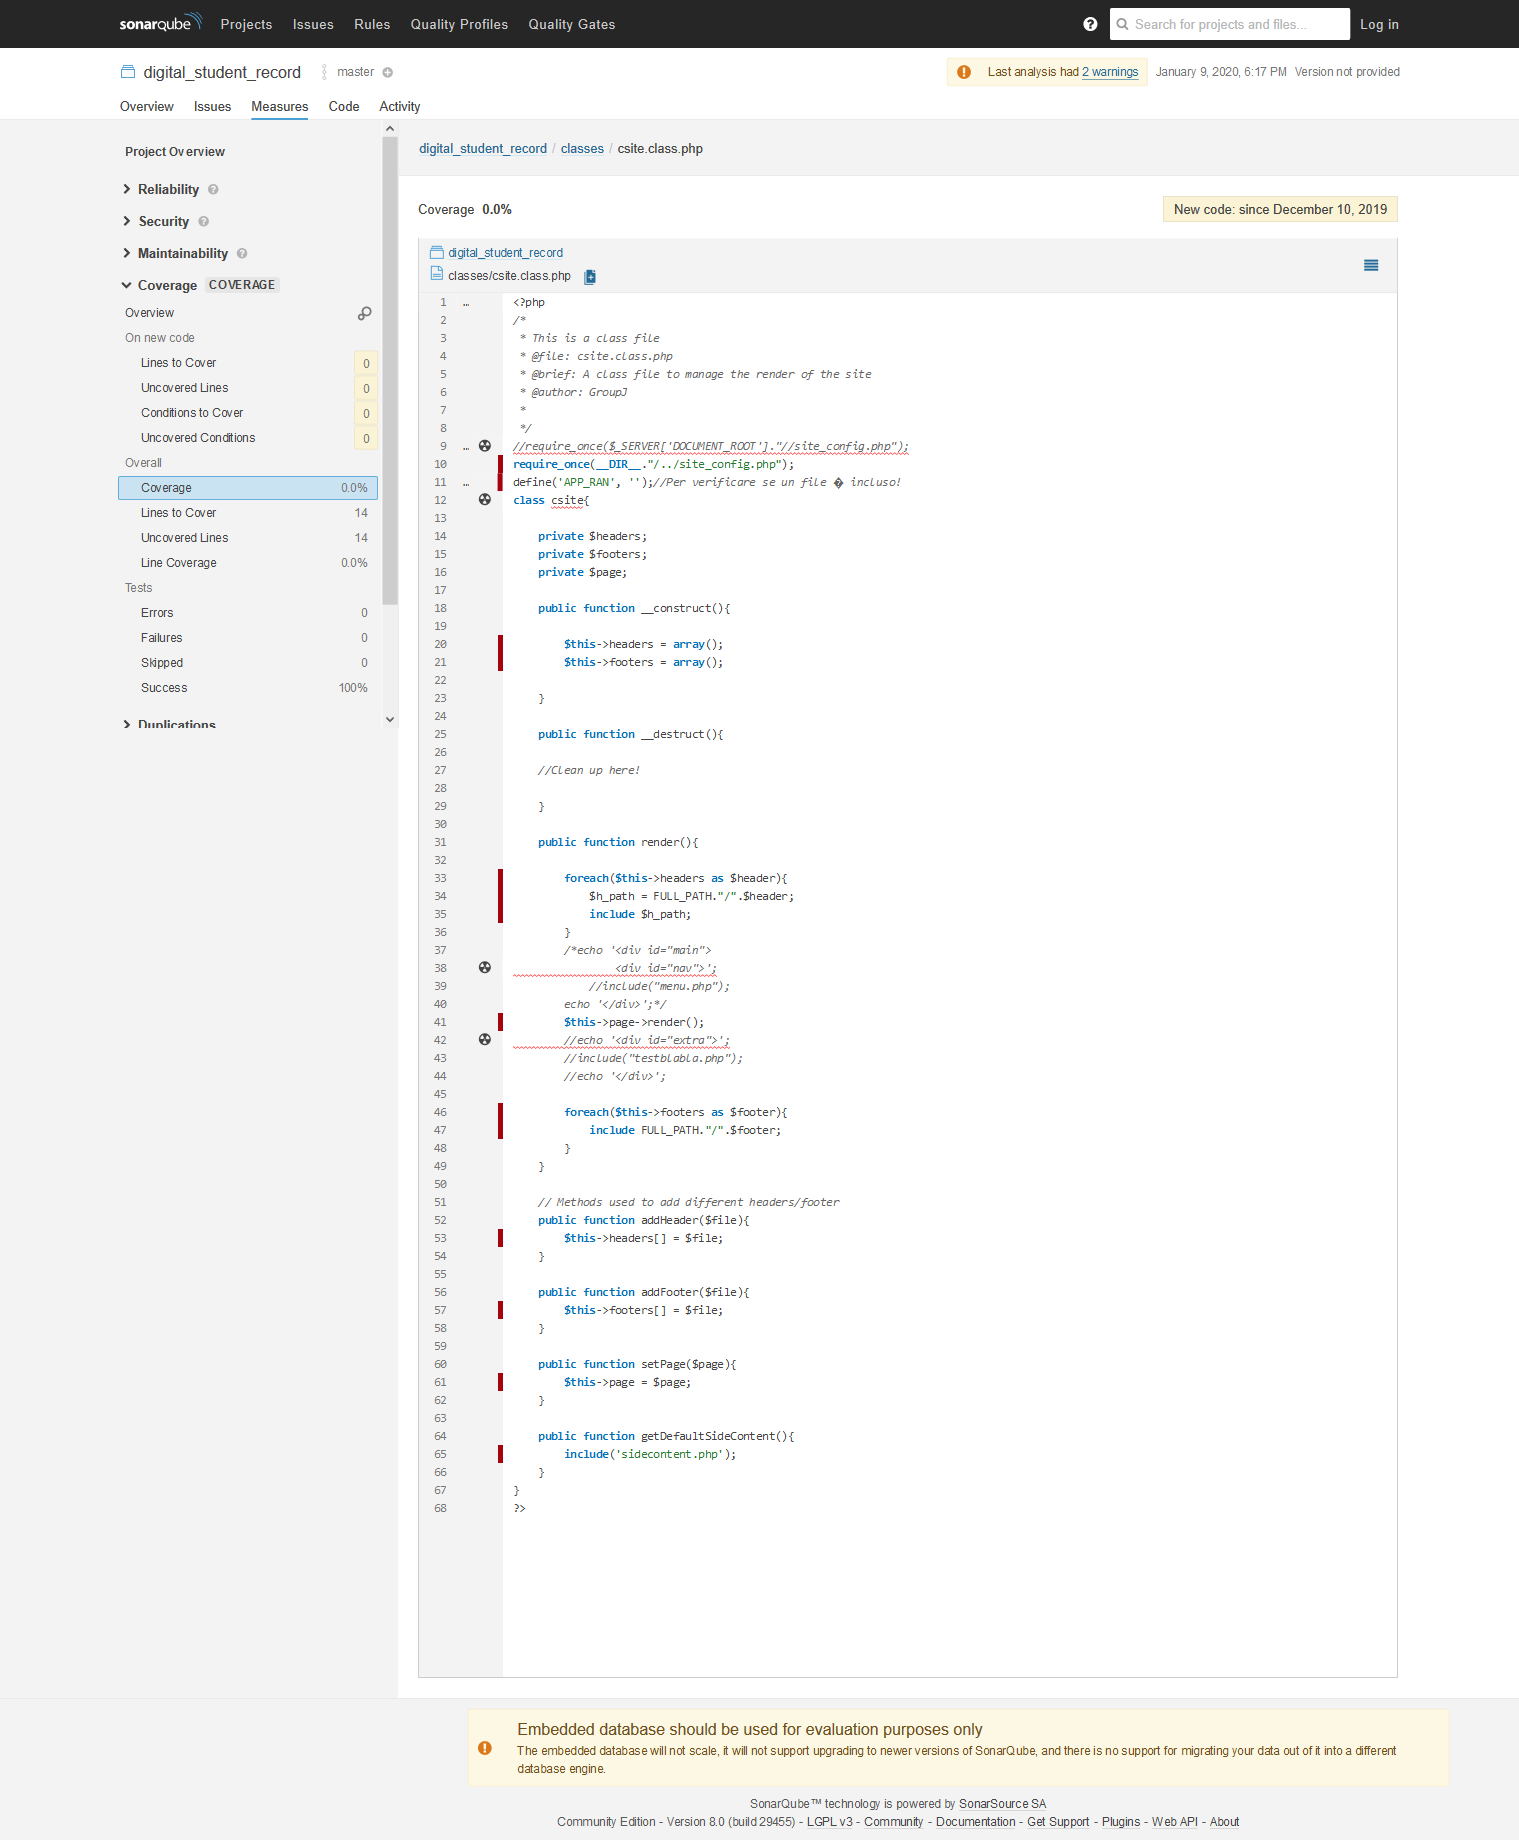 sonarqube Projects Issues Rules Quality Profiles Quality Gates ? Search for projects and files... Log in
digital_student_record master Last analysis had 2 warnings January 9, 2020, 6:17 PM Version not provided
Overview Issues Measures Code Activity
Project Overview
Reliability ?
Security ?
Maintainability ?
Coverage COVERAGE
Overview
On new code
Lines to Cover 0
Uncovered Lines 0
Conditions to Cover 0
Uncovered Conditions 0
Overall
Coverage 0.0%
Lines to Cover 14
Uncovered Lines 14
Line Coverage 0.0%
Tests
Errors 0
Failures 0
Skipped 0
Success 100%
Duplications
digital_student_record / classes / csite.class.php
Coverage 0.0% New code: since December 10, 2019
digital_student_record
classes/csite.class.php
1 … <?php
2 /*
3  * This is a class file
4  * @file: csite.class.php
5  * @brief: A class file to manage the render of the site
6  * @author: GroupJ
7  *
8  */
9 … //require_once($_SERVER['DOCUMENT_ROOT']."//site_config.php");
10 require_once(__DIR__."/../site_config.php");
11 … define('APP_RAN', '');//Per verificare se un file � incluso!
12 class csite{
13
14 private $headers;
15 private $footers;
16 private $page;
17
18 public function __construct(){
19
20 $this->headers = array();
21 $this->footers = array();
22
23 }
24
25 public function __destruct(){
26
27 //Clean up here!
28
29 }
30
31 public function render(){
32
33 foreach($this->headers as $header){
34 $h_path = FULL_PATH."/".$header;
35 include $h_path;
36 }
37 /*echo '<div id="main">
38 <div id="nav">';
39 //include("menu.php");
40 echo '</div>';*/
41 $this->page->render();
42 //echo '<div id="extra">';
43 //include("testblabla.php");
44 //echo '</div>';
45
46 foreach($this->footers as $footer){
47 include FULL_PATH."/".$footer;
48 }
49 }
50
51 // Methods used to add different headers/footer
52 public function addHeader($file){
53 $this->headers[] = $file;
54 }
55
56 public function addFooter($file){
57 $this->footers[] = $file;
58 }
59
60 public function setPage($page){
61 $this->page = $page;
62 }
63
64 public function getDefaultSideContent(){
65 include('sidecontent.php');
66 }
67 }
68 ?>
Embedded database should be used for evaluation purposes only
The embedded database will not scale, it will not support upgrading to newer versions of SonarQube, and there is no support for migrating your data out of it into a different
database engine.
SonarQube™ technology is powered by SonarSource SA
Community Edition - Version 8.0 (build 29455) - LGPL v3 - Community - Documentation - Get Support - Plugins - Web API - About